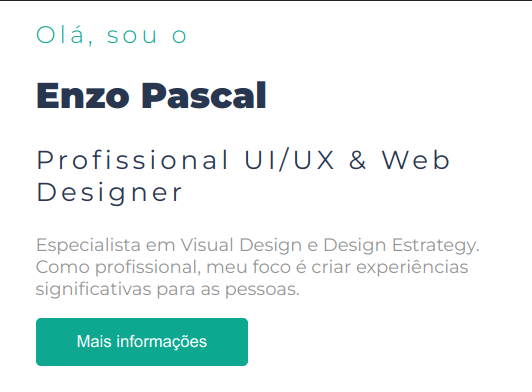 Olá, sou o
Enzo Pascal
Profissional UI/UX & Web
Designer
Especialista em Visual Design e Design Estrategy.
Como profissional, meu foco é criar experiências
significativas para as pessoas.
Mais informações